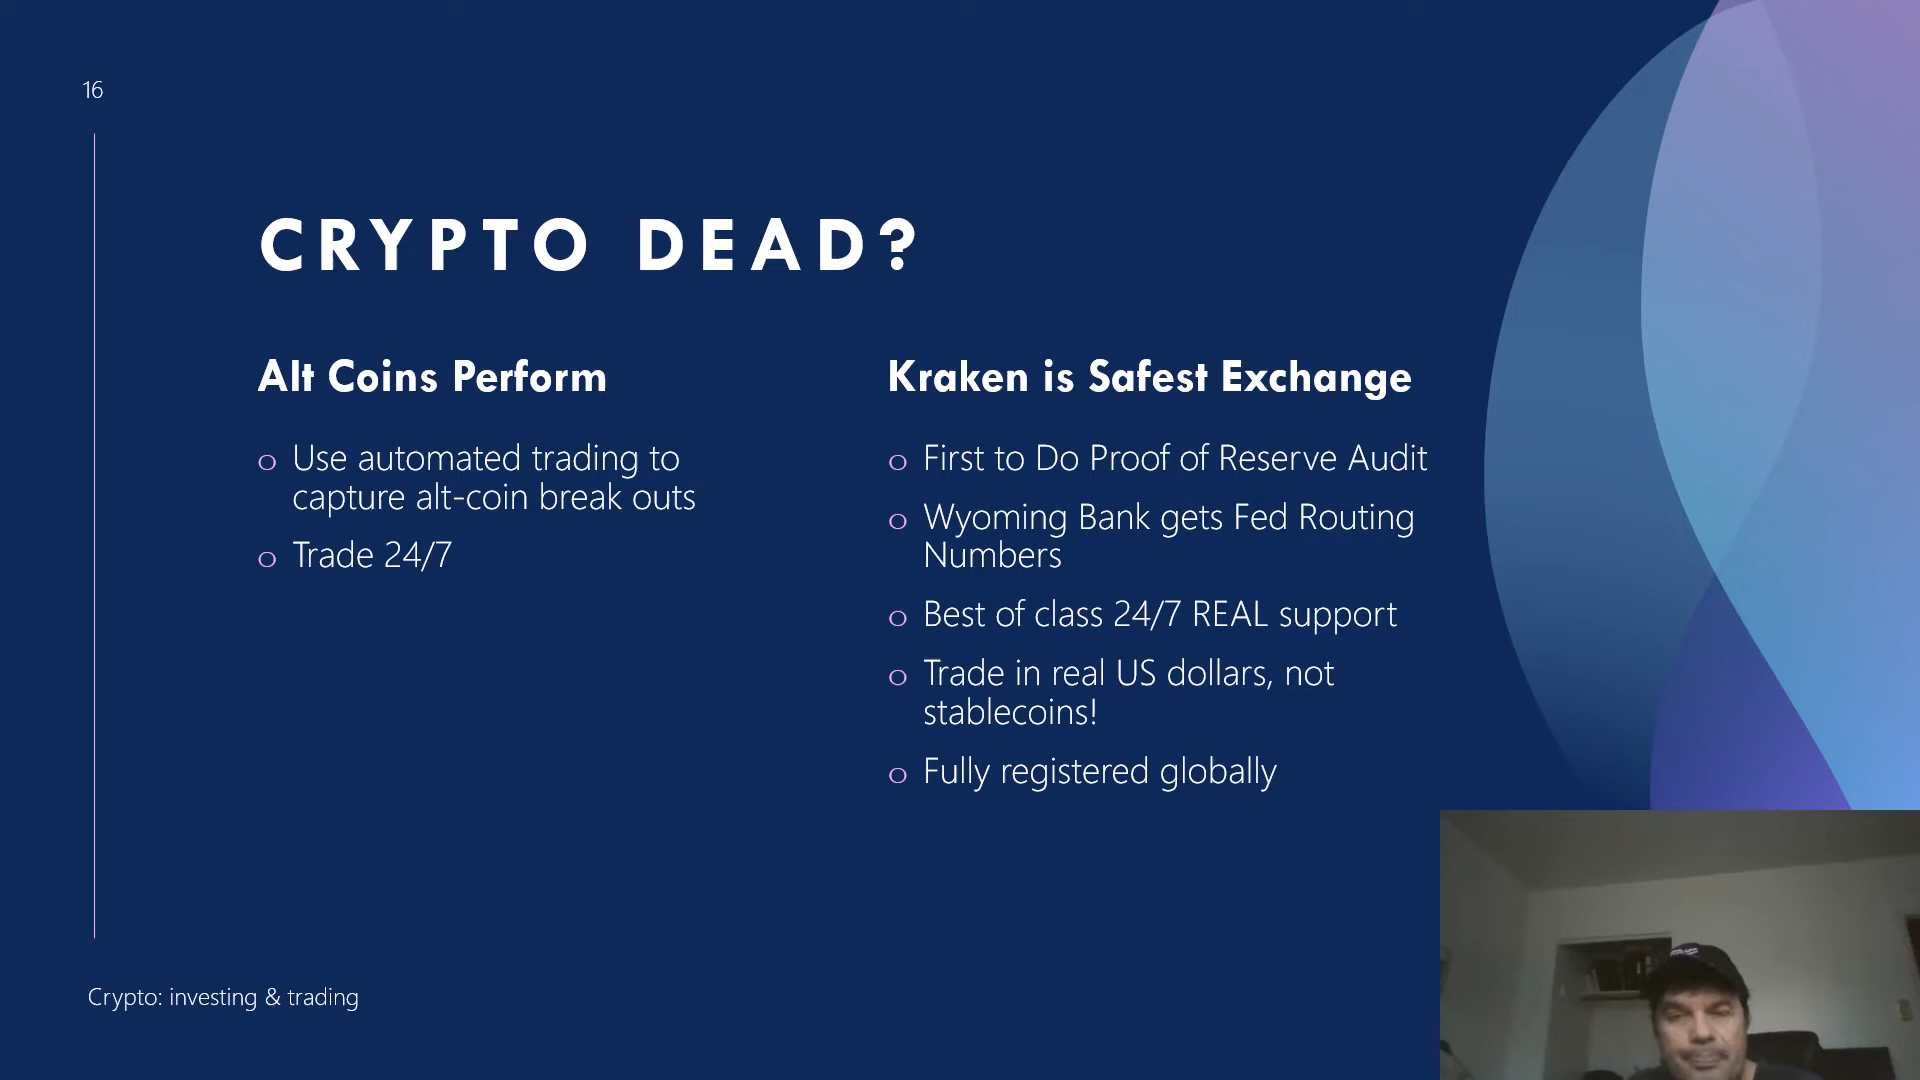 16
CRYPTO DEAD?
Alt Coins Perform
o Use automated trading to
capture alt-coin break outs
o Trade 24/7
Kraken is Safest Exchange
o First to Do Proof of Reserve Audit
o Wyoming Bank gets Fed Routing
Numbers
o Best of class 24/7 REAL support
o Trade in real US dollars, not
stablecoins!
o Fully registered globally
Crypto: investing & trading